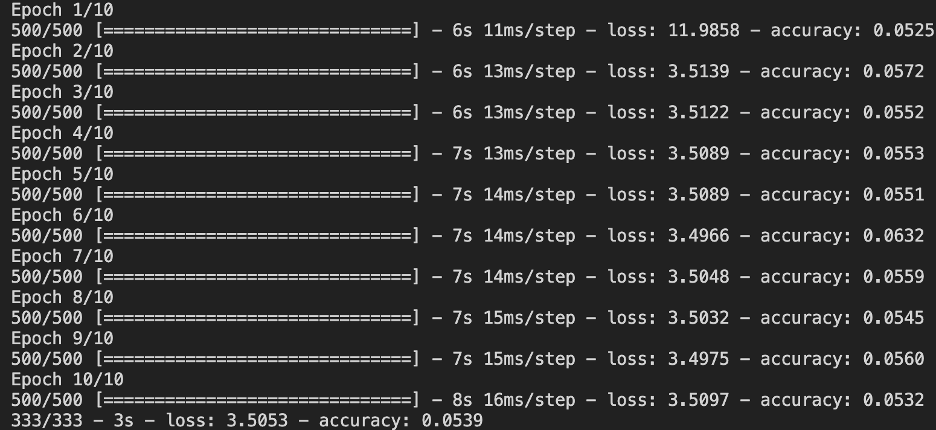 Epoch 1/10
500/500 [==============================] - 6s 11ms/step - loss: 11.9858 - accuracy: 0.0525
Epoch 2/10
500/500 [==============================] - 6s 13ms/step - loss: 3.5139 - accuracy: 0.0572
Epoch 3/10
500/500 [==============================] - 6s 13ms/step - loss: 3.5122 - accuracy: 0.0552
Epoch 4/10
500/500 [==============================] - 7s 13ms/step - loss: 3.5089 - accuracy: 0.0553
Epoch 5/10
500/500 [==============================] - 7s 14ms/step - loss: 3.5089 - accuracy: 0.0551
Epoch 6/10
500/500 [==============================] - 7s 14ms/step - loss: 3.4966 - accuracy: 0.0632
Epoch 7/10
500/500 [==============================] - 7s 14ms/step - loss: 3.5048 - accuracy: 0.0559
Epoch 8/10
500/500 [==============================] - 7s 15ms/step - loss: 3.5032 - accuracy: 0.0545
Epoch 9/10
500/500 [==============================] - 7s 15ms/step - loss: 3.4975 - accuracy: 0.0560
Epoch 10/10
500/500 [==============================] - 8s 16ms/step - loss: 3.5097 - accuracy: 0.0532
333/333 - 3s - loss: 3.5053 - accuracy: 0.0539